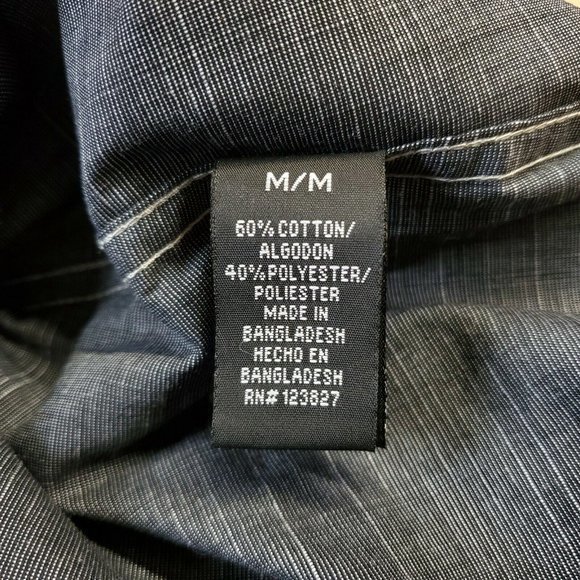 M/M
60% COTTON/
ALGODON
40% POLYESTER/
POLIESTER
MADE IN
BANGLADESH
HECHO EN
BANGLADESH
RN# 123827